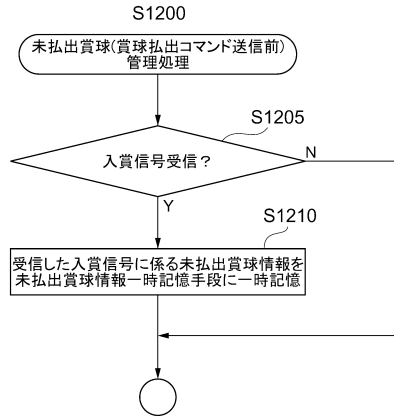 S1200
未払出賞球(賞球払出コマンド送信前)
管理処理
S1205
入賞信号受信?
N
Y
S1210
受信した入賞信号に係る未払出賞球情報を
未払出賞球情報一時記憶手段に一時記憶